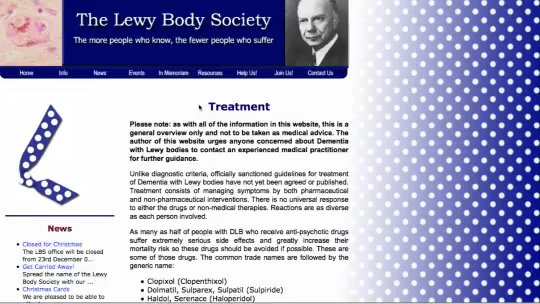 The Lewy Body Society
The more people who know, the fewer people who suffer
Home Info News Events In Memoriam Resources Help Us! Join Us! Contact Us
Treatment
Please note: as with all of the information in this website, this is a
general overview only and not to be taken as medical advice. The
author of this website urges anyone concerned about Dementia
with Lewy bodies to contact an experienced medical practitioner
for further guidance.
Unlike diagnostic criteria, officially sanctioned guidelines for treatment
of Dementia with Lewy bodies have not yet been agreed or published.
Treatment consists of managing symptoms by both pharmaceutical
and non-pharmaceutical interventions. There is no universal response
to either the drugs or non-medical therapies. Reactions are as diverse
as each person involved.
As many as half of people with DLB who receive anti-psychotic drugs
suffer extremely serious side effects and greatly increase their
mortality risk so these drugs should be avoided if possible. These are
some of those drugs. The common trade names are followed by the
generic name:
• Clopixol (Clopenthixol)
• Dolmatil, Sulparex, Sulpatil (Sulpiride)
• Haldol, Serenace (Haloperidol)
News
• Closed for Christmas
The LBS office will be closed
from 23rd December 0...
• Get Carried Away!
Spread the name of the Lewy
Body Society with our ...
• Christmas Cards
We are pleased to be able to